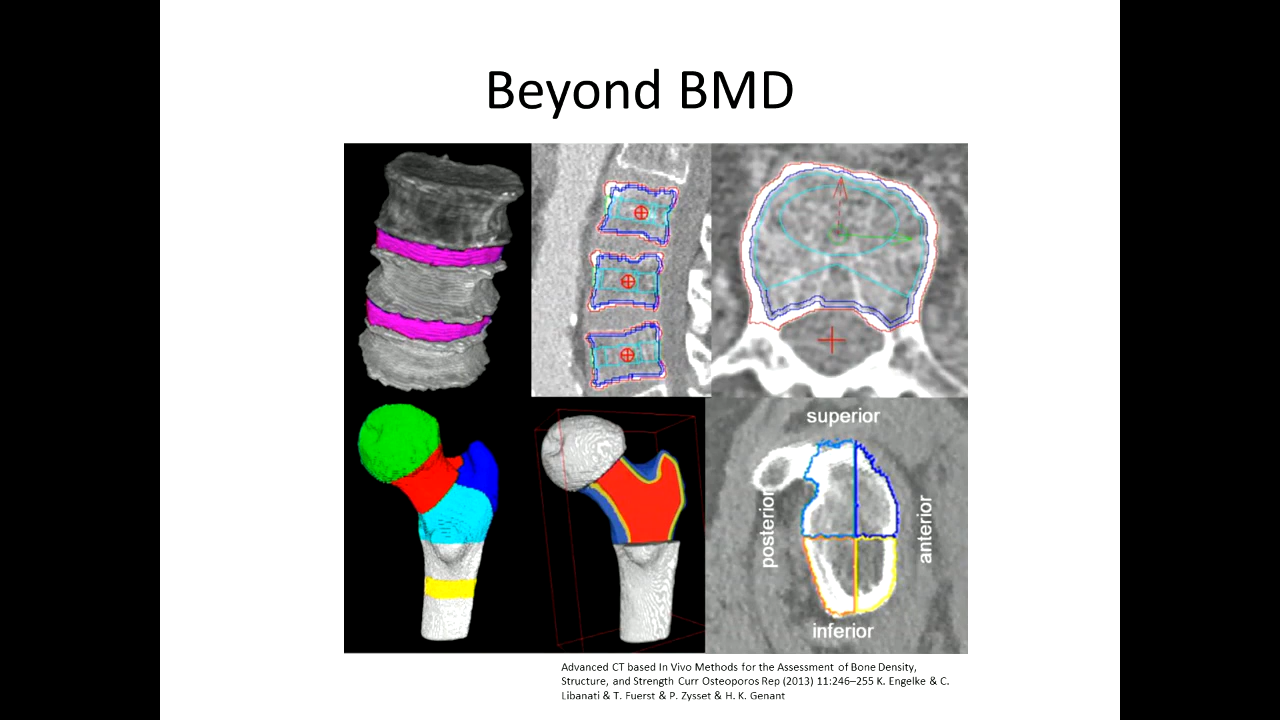 Beyond BMD
superior
posterior
anterior
inferior
Advanced CT based In Vivo Methods for the Assessment of Bone Density,
Structure, and Strength Curr Osteoporos Rep (2013) 11:246–255 K. Engelke & C.
Libanati & T. Fuerst & P. Zysset & H. K. Genant